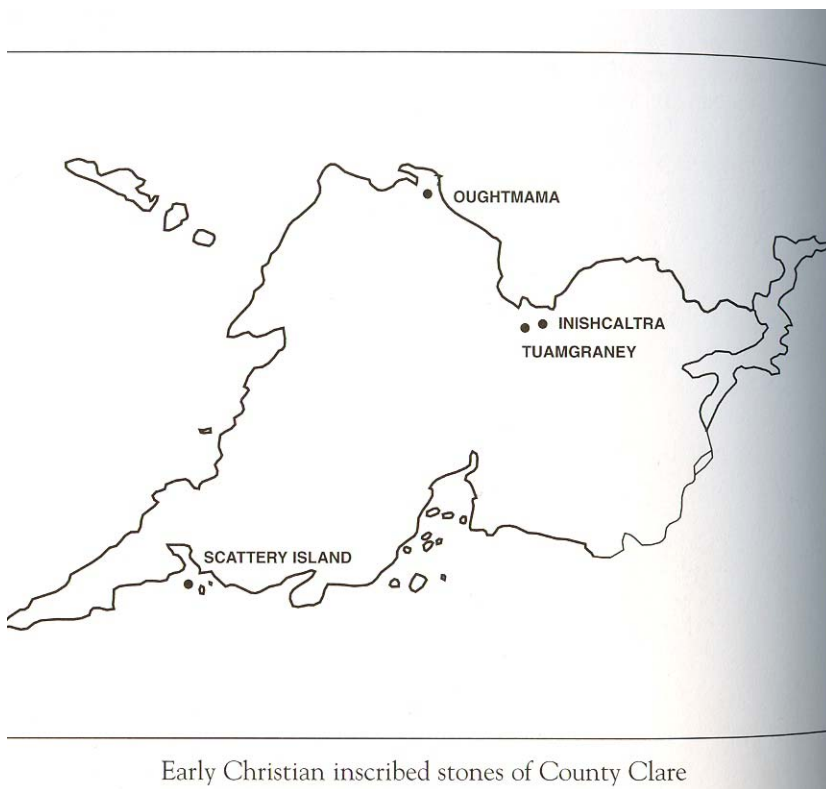 OUGHTMAMA
INISHCALTRA
TUAMGRANEY
SCATTERY ISLAND
Early Christian inscribed stones of County Clare